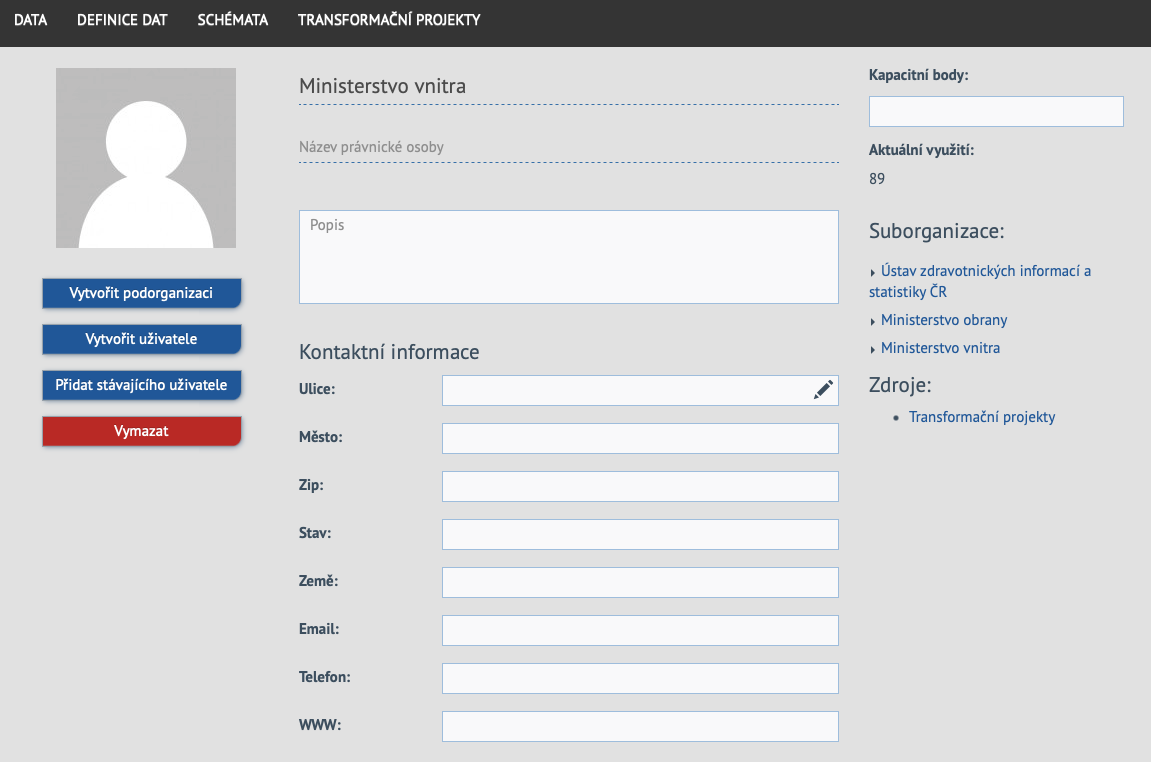 DATA DEFINICE DAT SCHÉMATA TRANSFORMAČNÍ PROJEKTY
Vytvořit podorganizaci
Vytvořit uživatele
Přidat stávajícího uživatele
Vymazat
Ministerstvo vnitra
Název právnické osoby
Popis
Kontaktní informace
Ulice:
Město:
Zip:
Stav:
Země:
Email:
Telefon:
WWW:
Kapacitní body:
Aktuální využití:
89
Suborganizace:
Ústav zdravotnických informací a
statistiky ČR
Ministerstvo obrany
Ministerstvo vnitra
Zdroje:
Transformační projekty